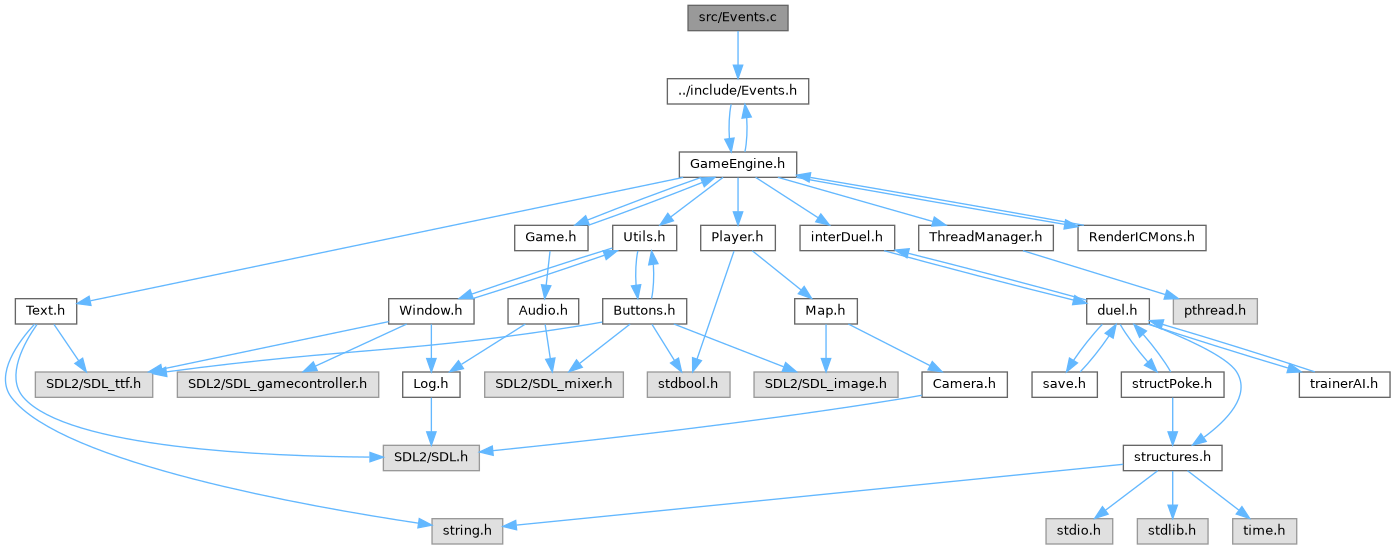 src/Events.c
../include/Events.h
GameEngine.h
Game.h
Utils.h
Player.h
interDuel.h
ThreadManager.h
RenderICMons.h
Text.h
Window.h
Audio.h
Buttons.h
Map.h
duel.h
pthread.h
SDL2/SDL_ttf.h
SDL2/SDL_gamecontroller.h
Log.h
SDL2/SDL_mixer.h
stdbool.h
SDL2/SDL_image.h
Camera.h
save.h
structPoke.h
trainerAI.h
SDL2/SDL.h
structures.h
string.h
stdio.h
stdlib.h
time.h